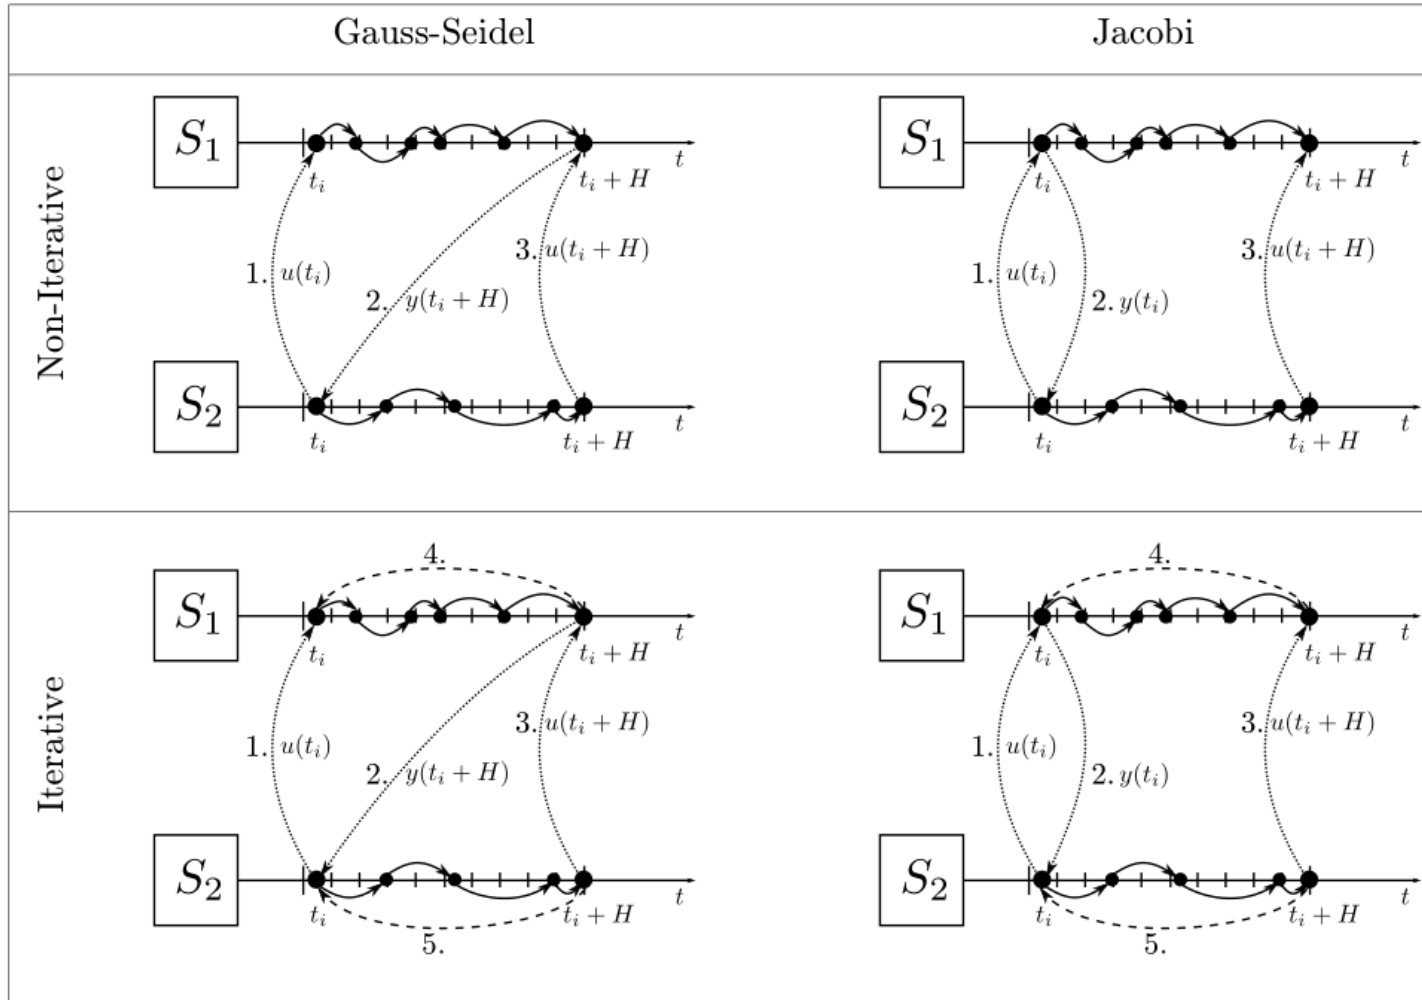 Gauss-Seidel
Jacobi
Non-Iterative
S₁
tᵢ
tᵢ + H
t
1. u(tᵢ)
2. y(tᵢ + H)
3. u(tᵢ + H)
S₂
tᵢ
tᵢ + H
t
S₁
tᵢ
tᵢ + H
t
1. u(tᵢ)
2. y(tᵢ)
3. u(tᵢ + H)
S₂
tᵢ
tᵢ + H
t
Iterative
4.
S₁
tᵢ
tᵢ + H
t
1. u(tᵢ)
2. y(tᵢ + H)
3. u(tᵢ + H)
S₂
tᵢ
tᵢ + H
t
5.
4.
S₁
tᵢ
tᵢ + H
t
1. u(tᵢ)
2. y(tᵢ)
3. u(tᵢ + H)
S₂
tᵢ
tᵢ + H
t
5.